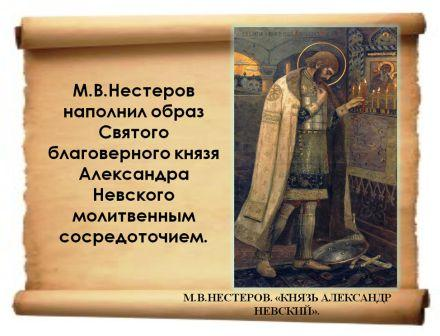 М.В.Нестеров
наполнил образ
Святого
благоверного князя
Александра
Невского
молитвенным
сосредоточием.
М.В.НЕСТЕРОВ. «КНЯЗЬ АЛЕКСАНДР
НЕВСКИЙ».